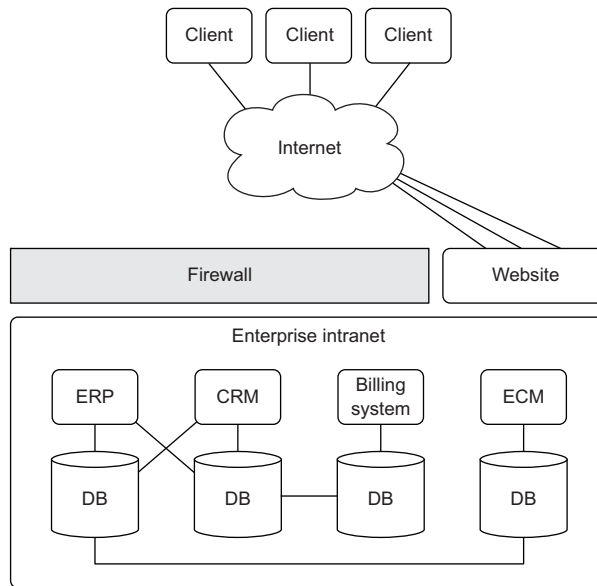 Client
Client
Client
Internet
Firewall
Website
Enterprise intranet
ERP
CRM
Billing
system
ECM
DB
DB
DB
DB